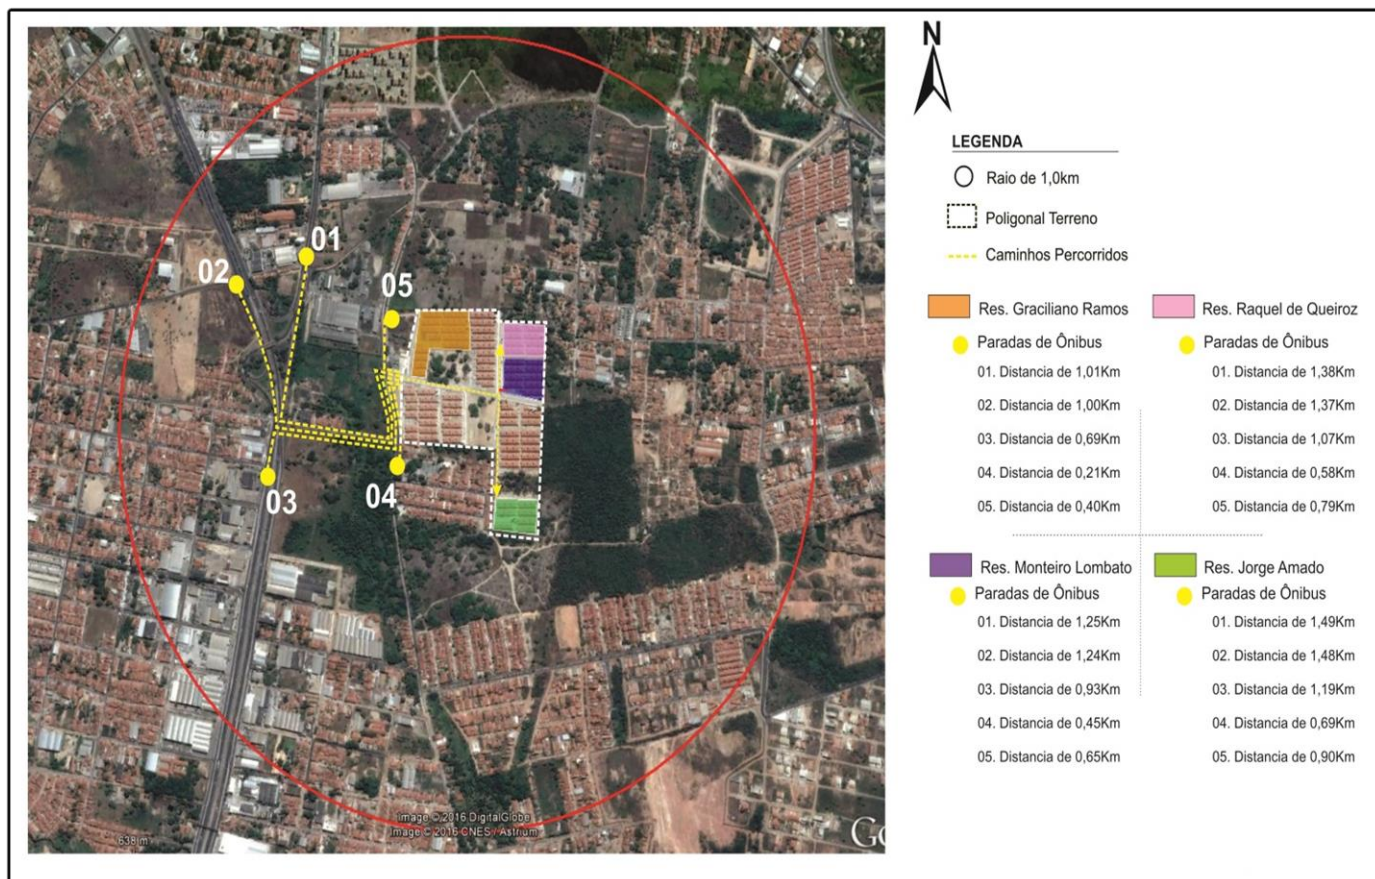 N
LEGENDA
Raio de 1,0km
Poligonal Terreno
Caminhos Percorridos
Res. Graciliano Ramos
Paradas de Ônibus
01. Distancia de 1,01Km
02. Distancia de 1,00Km
03. Distancia de 0,69Km
04. Distancia de 0,21Km
05. Distancia de 0,40Km
Res. Raquel de Queiroz
Paradas de Ônibus
01. Distancia de 1,38Km
02. Distancia de 1,37Km
03. Distancia de 1,07Km
04. Distancia de 0,58Km
05. Distancia de 0,79Km
Res. Monteiro Lombato
Paradas de Ônibus
01. Distancia de 1,25Km
02. Distancia de 1,24Km
03. Distancia de 0,93Km
04. Distancia de 0,45Km
05. Distancia de 0,65Km
Res. Jorge Amado
Paradas de Ônibus
01. Distancia de 1,49Km
02. Distancia de 1,48Km
03. Distancia de 1,19Km
04. Distancia de 0,69Km
05. Distancia de 0,90Km
01
02
05
03
04
Image © 2016 DigitalGlobe
Image © 2016 CNES / Astrium
638 m
Go